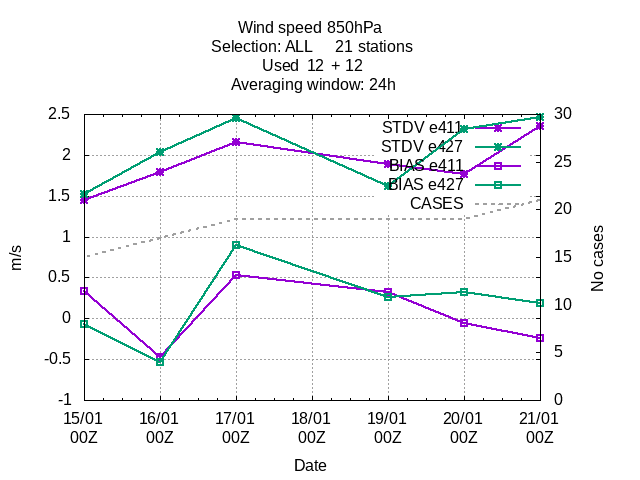 Wind speed 850hPa
Selection: ALL     21 stations
Used  12 + 12
Averaging window: 24h
STDV e411
STDV e427
BIAS e411
BIAS e427
CASES
2.5
2
1.5
1
0.5
0
-0.5
-1
m/s
30
25
20
15
10
5
0
No cases
15/01 16/01 17/01 18/01 19/01 20/01 21/01
00Z 00Z 00Z 00Z 00Z 00Z 00Z
Date